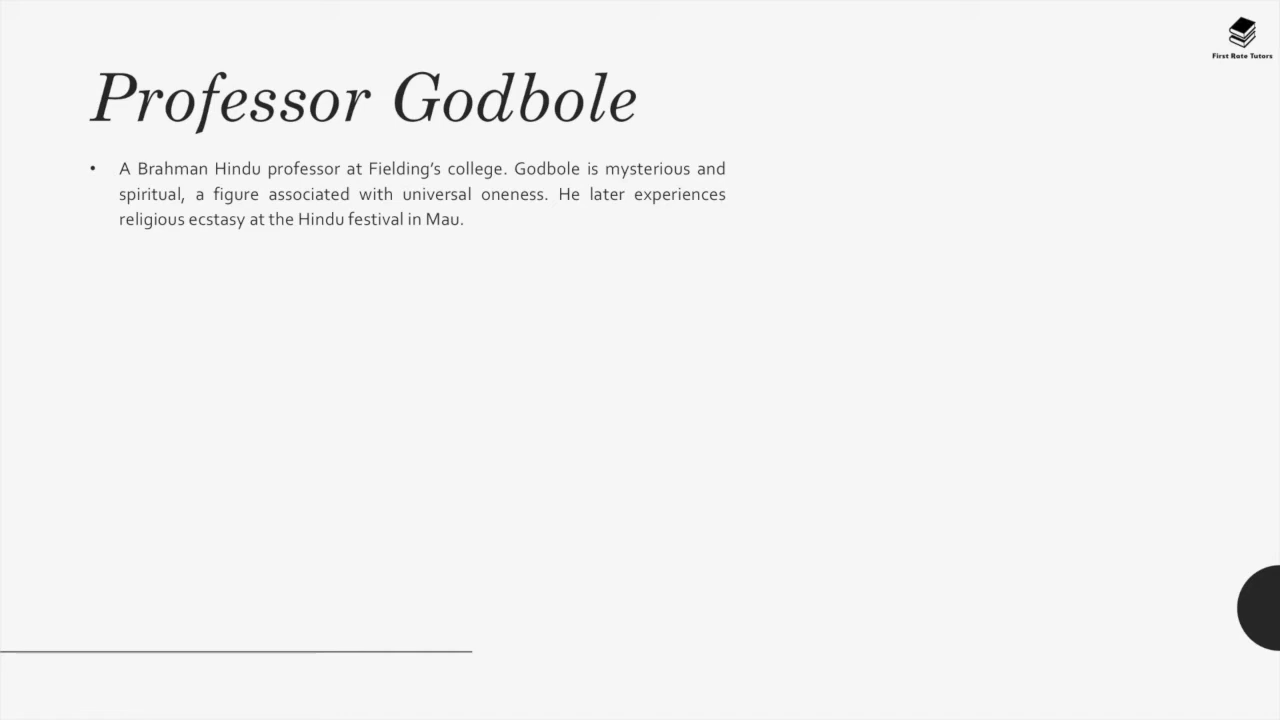 First Rate Tutors
Professor Godbole
• A Brahman Hindu professor at Fielding’s college. Godbole is mysterious and
spiritual, a figure associated with universal oneness. He later experiences
religious ecstasy at the Hindu festival in Mau.